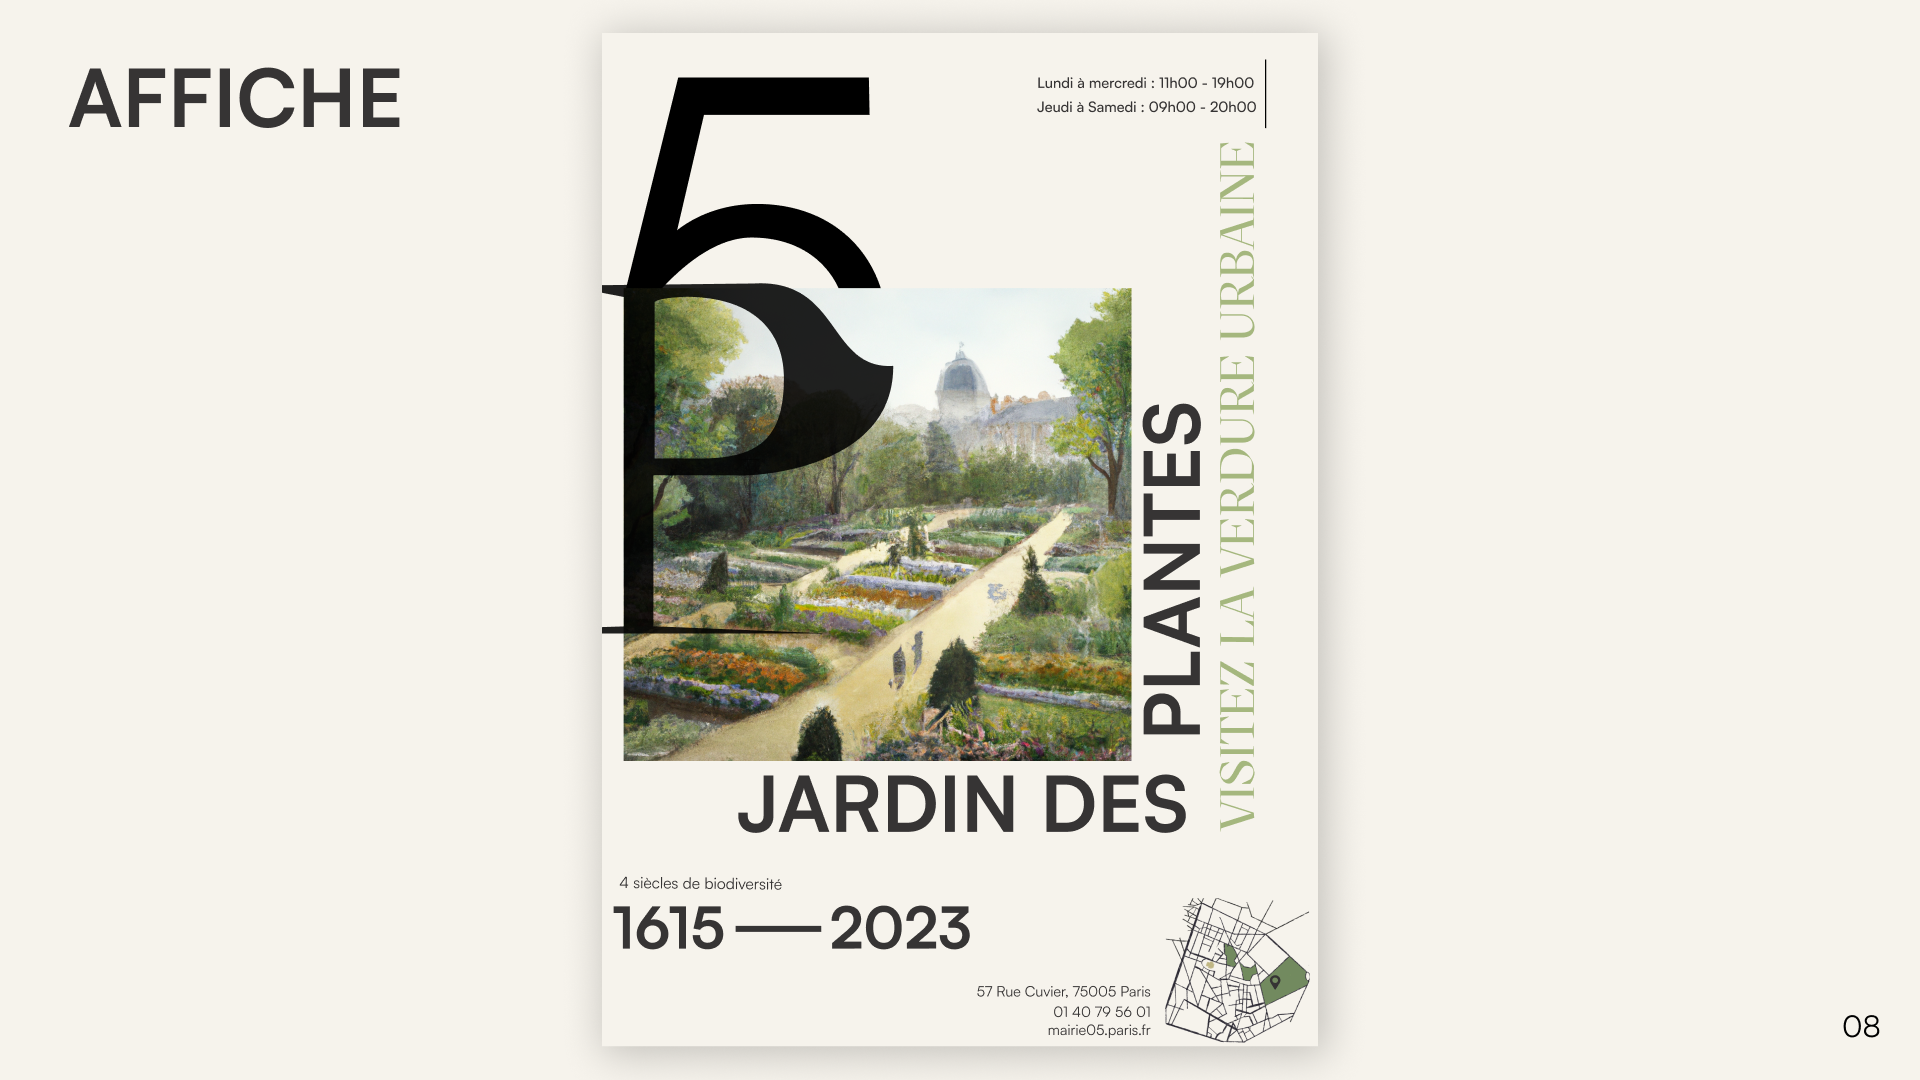 AFFICHE
5
P
Lundi à mercredi : 11h00 - 19h00
Jeudi à Samedi : 09h00 - 20h00
VISITEZ LA VERDURE URBAINE
JARDIN DES
PLANTES
4 siècles de biodiversité
1615 — 2023
57 Rue Cuvier, 75005 Paris
01 40 79 56 01
mairie05.paris.fr
08